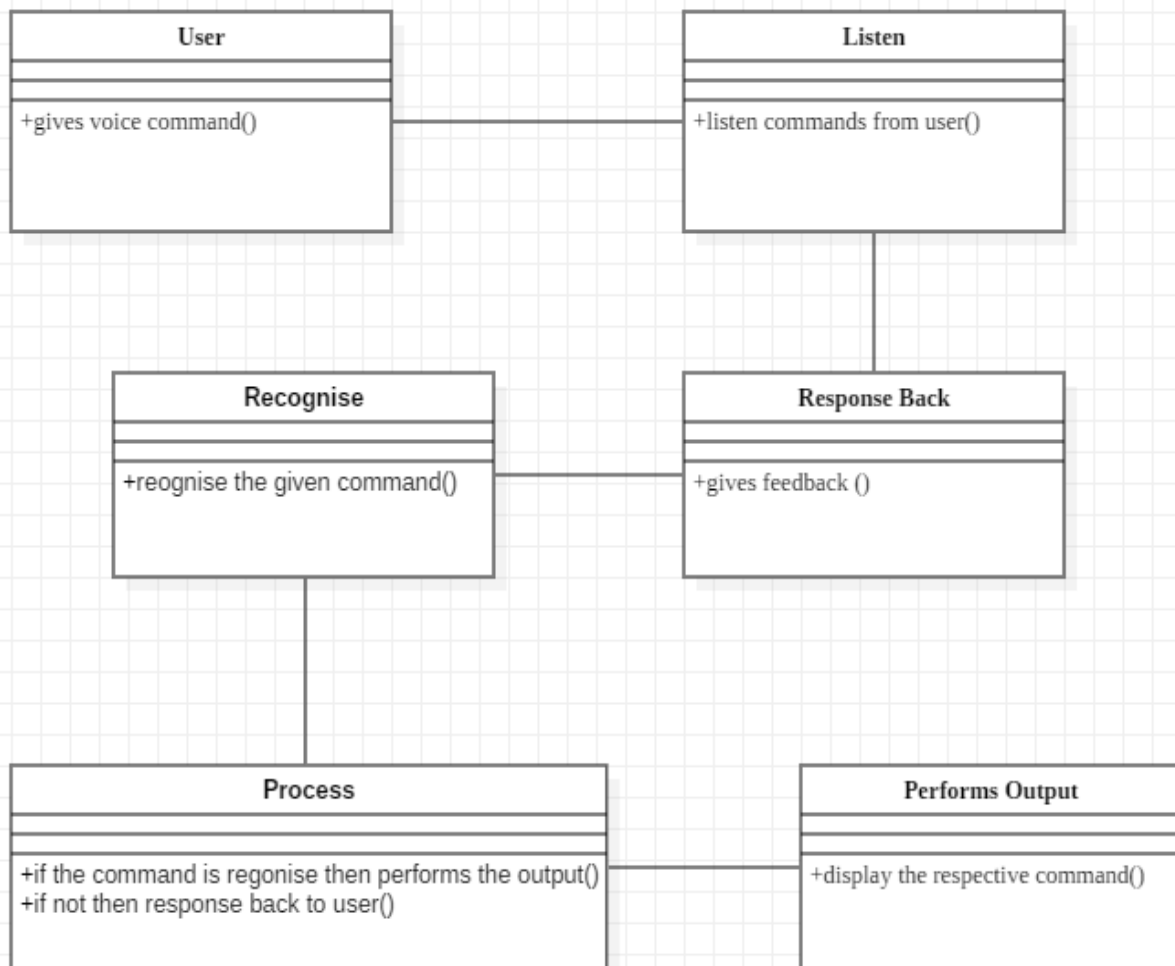 User
+gives voice command()
Listen
+listen commands from user()
Recognise
+reognise the given command()
Response Back
+gives feedback ()
Process
+if the command is regonise then performs the output()
+if not then response back to user()
Performs Output
+display the respective command()